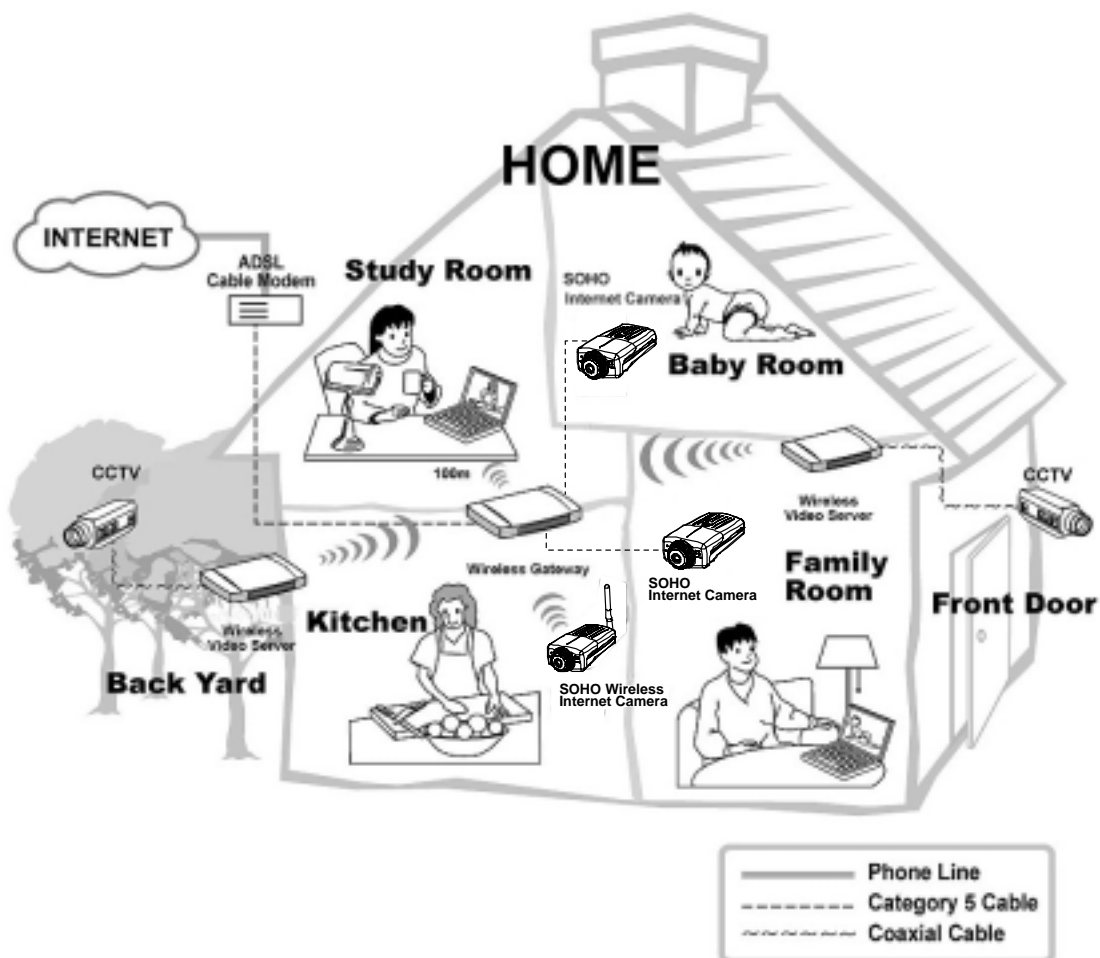 HOME
INTERNET
ADSL
Cable Modem
Study Room
SOHO
Internet Camera
Baby Room
100m
CCTV
CCTV
Wireless
Video Server
Wireless Gateway
SOHO
Internet Camera
Family
Room
Front Door
Kitchen
Wireless
Video Server
Back Yard
SOHO Wireless
Internet Camera
Phone Line
Category 5 Cable
Coaxial Cable